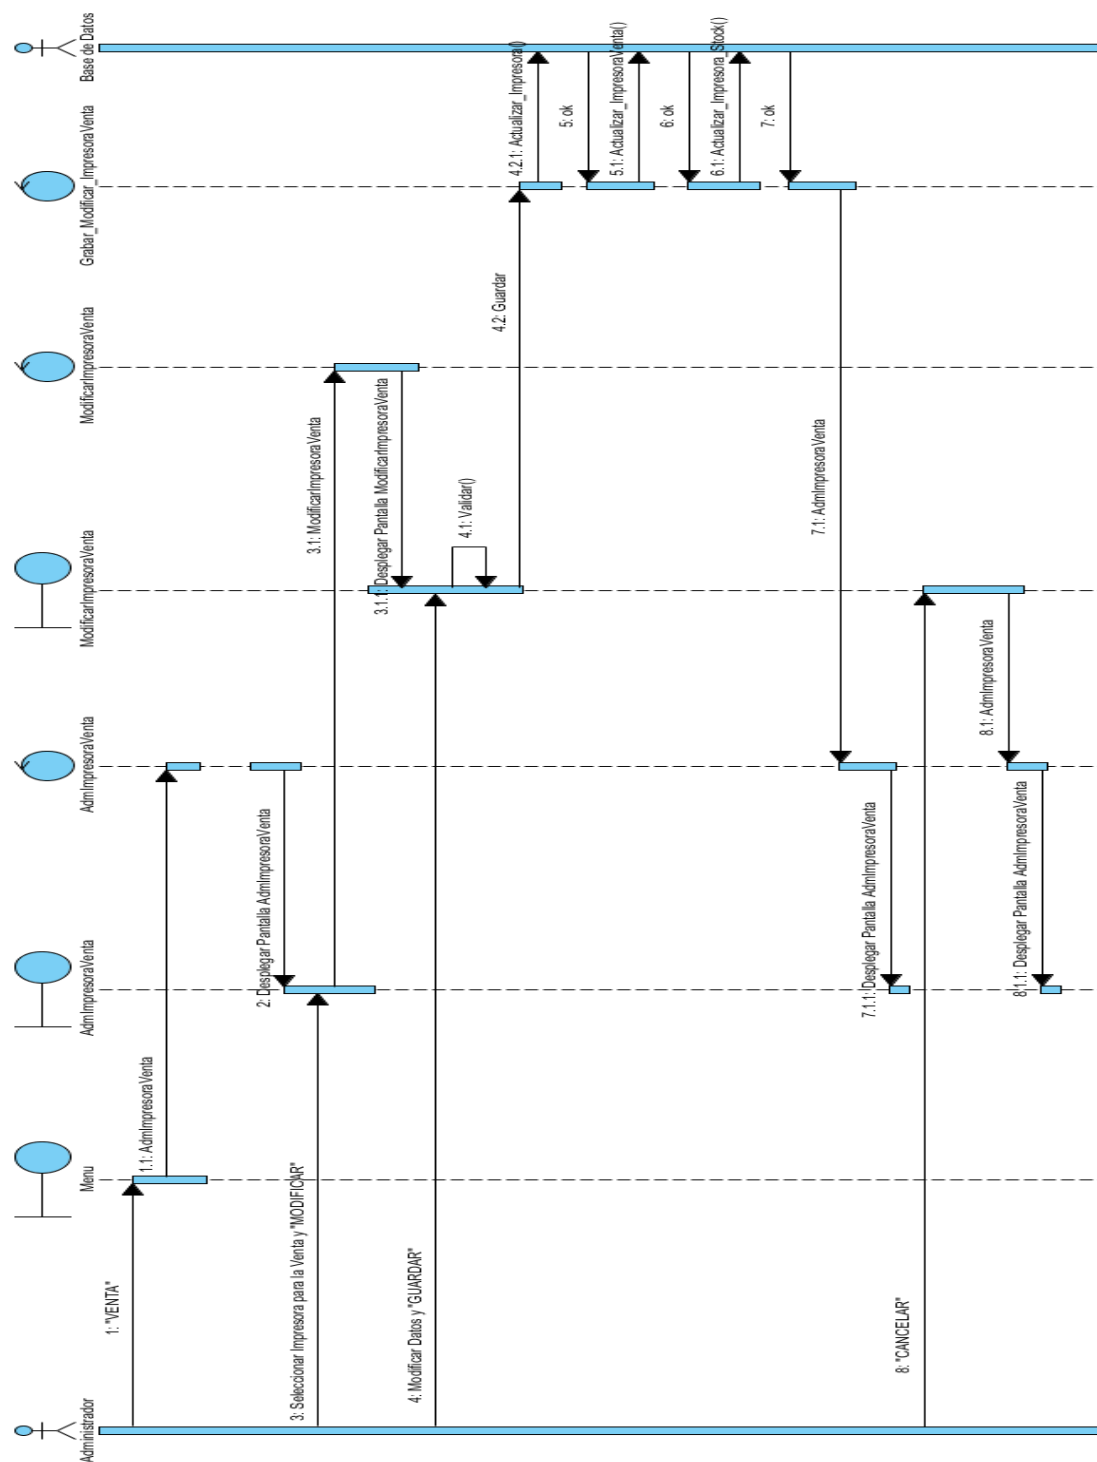 Administrador
Menu
AdmImpresoraVenta
AdmImpresoraVenta
ModificarImpresoraVenta
ModificarImpresoraVenta
Grabar_Modificar_ImpresoraVenta
Base de Datos
1: "VENTA"
1.1: AdmImpresoraVenta
2: Desplegar Pantalla AdmImpresoraVenta
3: Seleccionar Impresora para la Venta y "MODIFICAR"
3.1: ModificarImpresoraVenta
3.1.1: Desplegar Pantalla ModificarImpresoraVenta
4: Modificar Datos y "GUARDAR"
4.1: Validar()
4.2: Guardar
4.2.1: Actualizar_Impresora()
5: ok
5.1: Actualizar_ImpresoraVenta()
6: ok
6.1: Actualizar_Impresora_Stock()
7: ok
7.1: AdmImpresoraVenta
7.1.1: Desplegar Pantalla AdmImpresoraVenta
8: "CANCELAR"
8.1: AdmImpresoraVenta
8.1.1: Desplegar Pantalla AdmImpresoraVenta